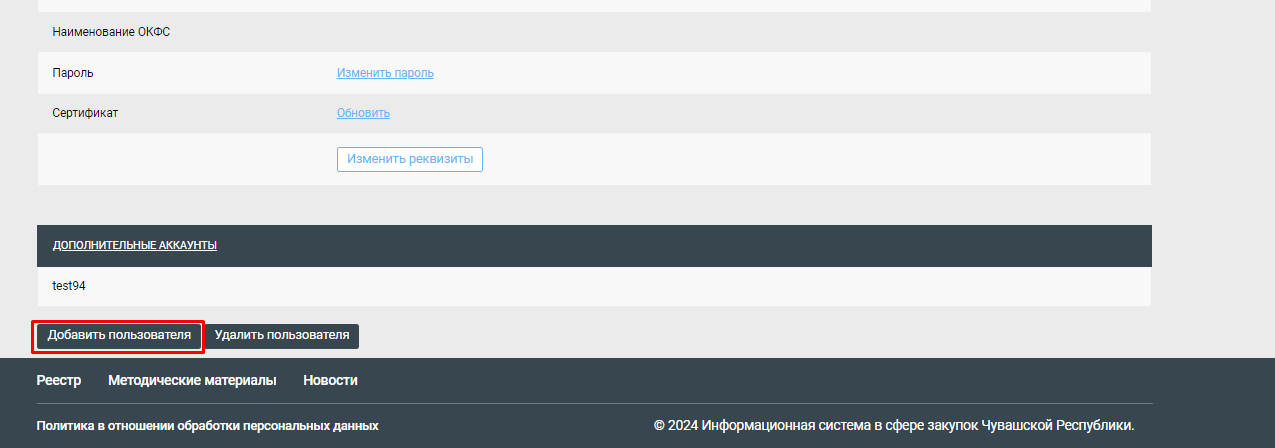 Наименование ОКФС
Пароль Изменить пароль
Сертификат Обновить
Изменить реквизиты
ДОПОЛНИТЕЛЬНЫЕ АККАУНТЫ
test94
Добавить пользователя Удалить пользователя
Реестр Методические материалы Новости
Политика в отношении обработки персональных данных © 2024 Информационная система в сфере закупок Чувашской Республики.